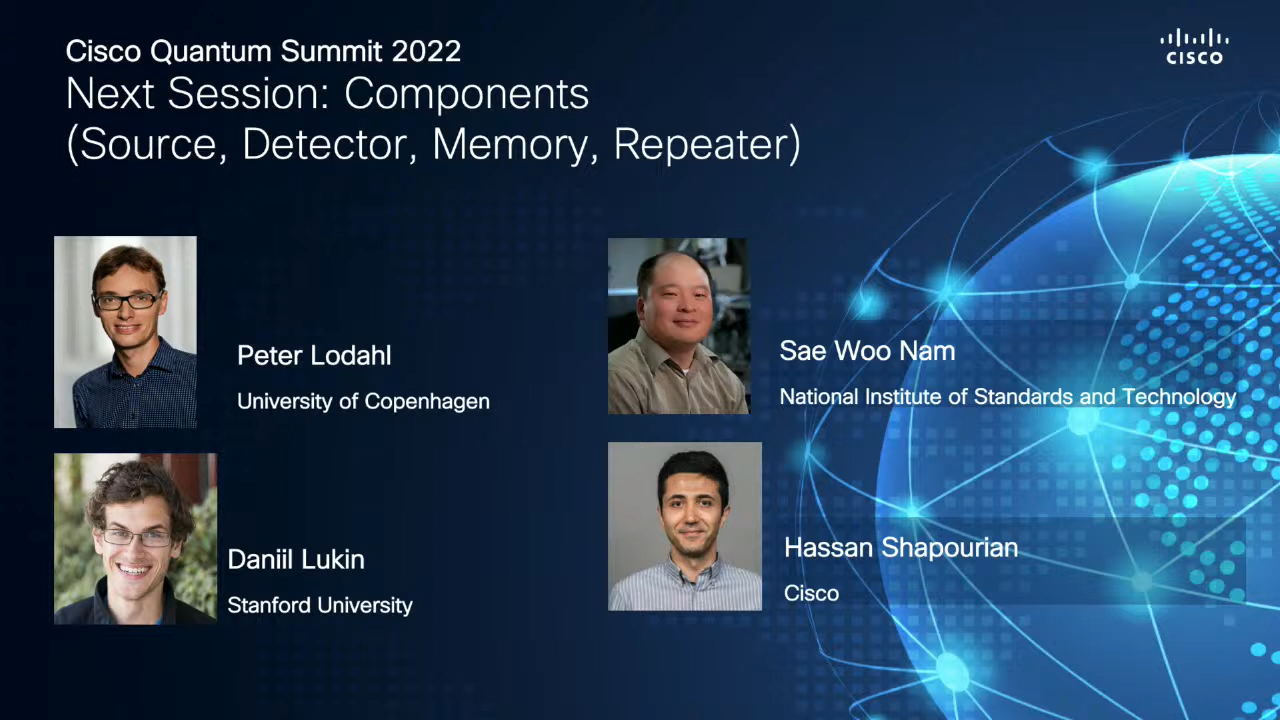 Cisco Quantum Summit 2022
Next Session: Components
(Source, Detector, Memory, Repeater)
CISCO
Peter Lodahl
University of Copenhagen
Sae Woo Nam
National Institute of Standards and Technology
Daniil Lukin
Stanford University
Hassan Shapourian
Cisco